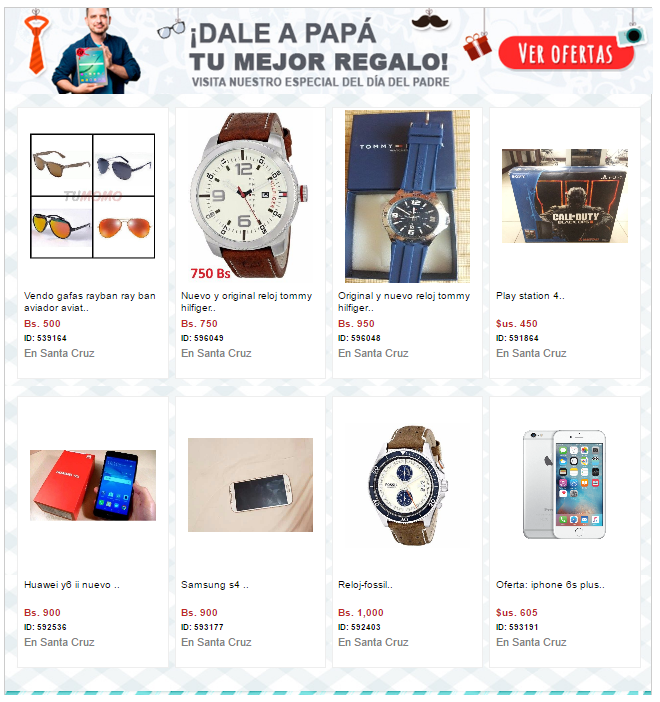 ¡DALE A PAPÁ
TU MEJOR REGALO!
VISITA NUESTRO ESPECIAL DEL DÍA DEL PADRE
VER OFERTAS
TUMOMO
750 Bs
TOMMY HILFIGER
SONY
CALL OF DUTY
BLACK OPS III
Vendo gafas rayban ray ban
aviador aviat..
Bs. 500
ID: 539164
En Santa Cruz
Nuevo y original reloj tommy
hilfiger..
Bs. 750
ID: 596049
En Santa Cruz
Original y nuevo reloj tommy
hilfiger..
Bs. 950
ID: 596048
En Santa Cruz
Play station 4..
$us. 450
ID: 591864
En Santa Cruz
Huawei y6 ii nuevo ..
Bs. 900
ID: 592536
En Santa Cruz
Samsung s4 ..
Bs. 900
ID: 593177
En Santa Cruz
Reloj-fossil..
Bs. 1,000
ID: 592403
En Santa Cruz
Oferta: iphone 6s plus..
$us. 605
ID: 593191
En Santa Cruz